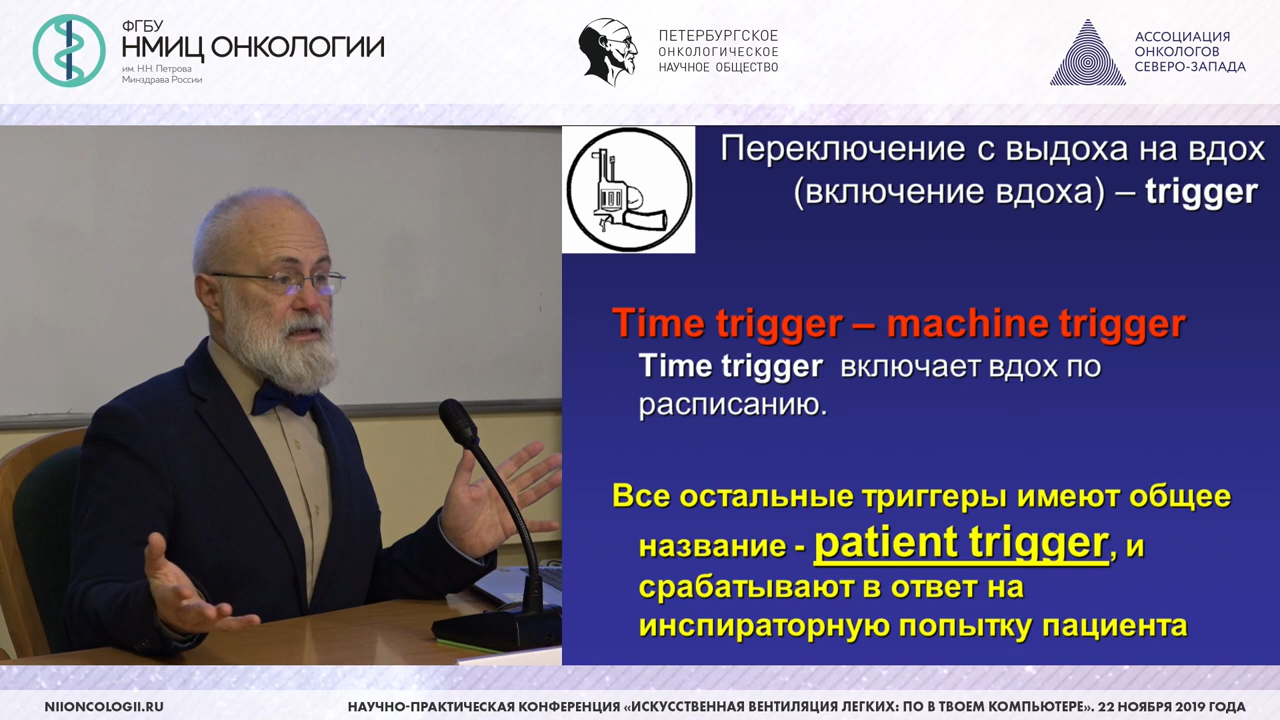 ФГБУ
НМИЦ ОНКОЛОГИИ
им. Н.Н. Петрова
Минздрава России
ПЕТЕРБУРГСКОЕ
ОНКОЛОГИЧЕСКОЕ
НАУЧНОЕ ОБЩЕСТВО
АССОЦИАЦИЯ
ОНКОЛОГОВ
СЕВЕРО-ЗАПАДА
Переключение с выдоха на вдох
(включение вдоха) – trigger
Time trigger – machine trigger
Time trigger включает вдох по
расписанию.
Все остальные триггеры имеют общее
название - patient trigger, и
срабатывают в ответ на
инспираторную попытку пациента
NIIONCOLOGII.RU
НАУЧНО-ПРАКТИЧЕСКАЯ КОНФЕРЕНЦИЯ «ИСКУССТВЕННАЯ ВЕНТИЛЯЦИЯ ЛЕГКИХ: ПО В ТВОЕМ КОМПЬЮТЕРЕ». 22 НОЯБРЯ 2019 ГОДА